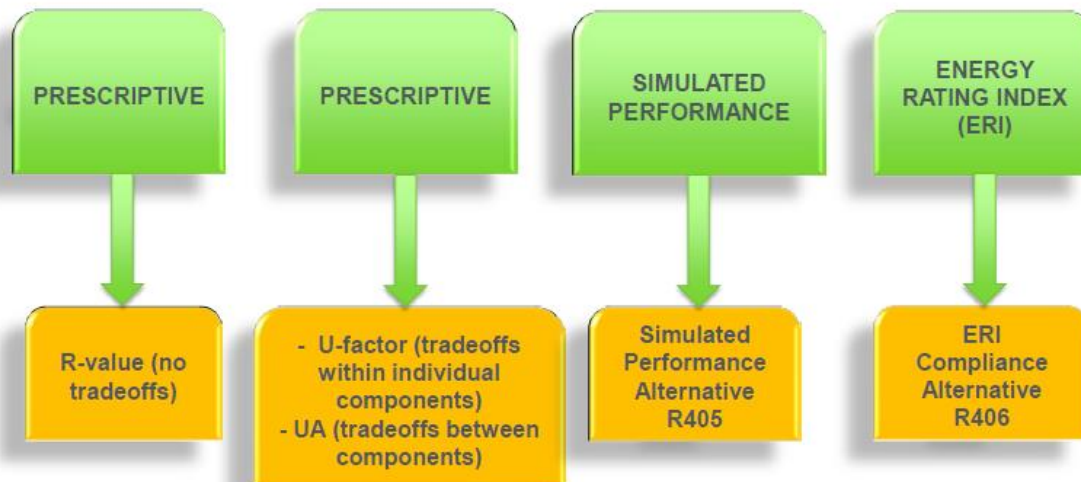 PRESCRIPTIVE
PRESCRIPTIVE
SIMULATED
PERFORMANCE
ENERGY
RATING INDEX
(ERI)
R-value (no
tradeoffs)
- U-factor (tradeoffs
within individual
components)
- UA (tradeoffs between
components)
Simulated
Performance
Alternative
R405
ERI
Compliance
Alternative
R406